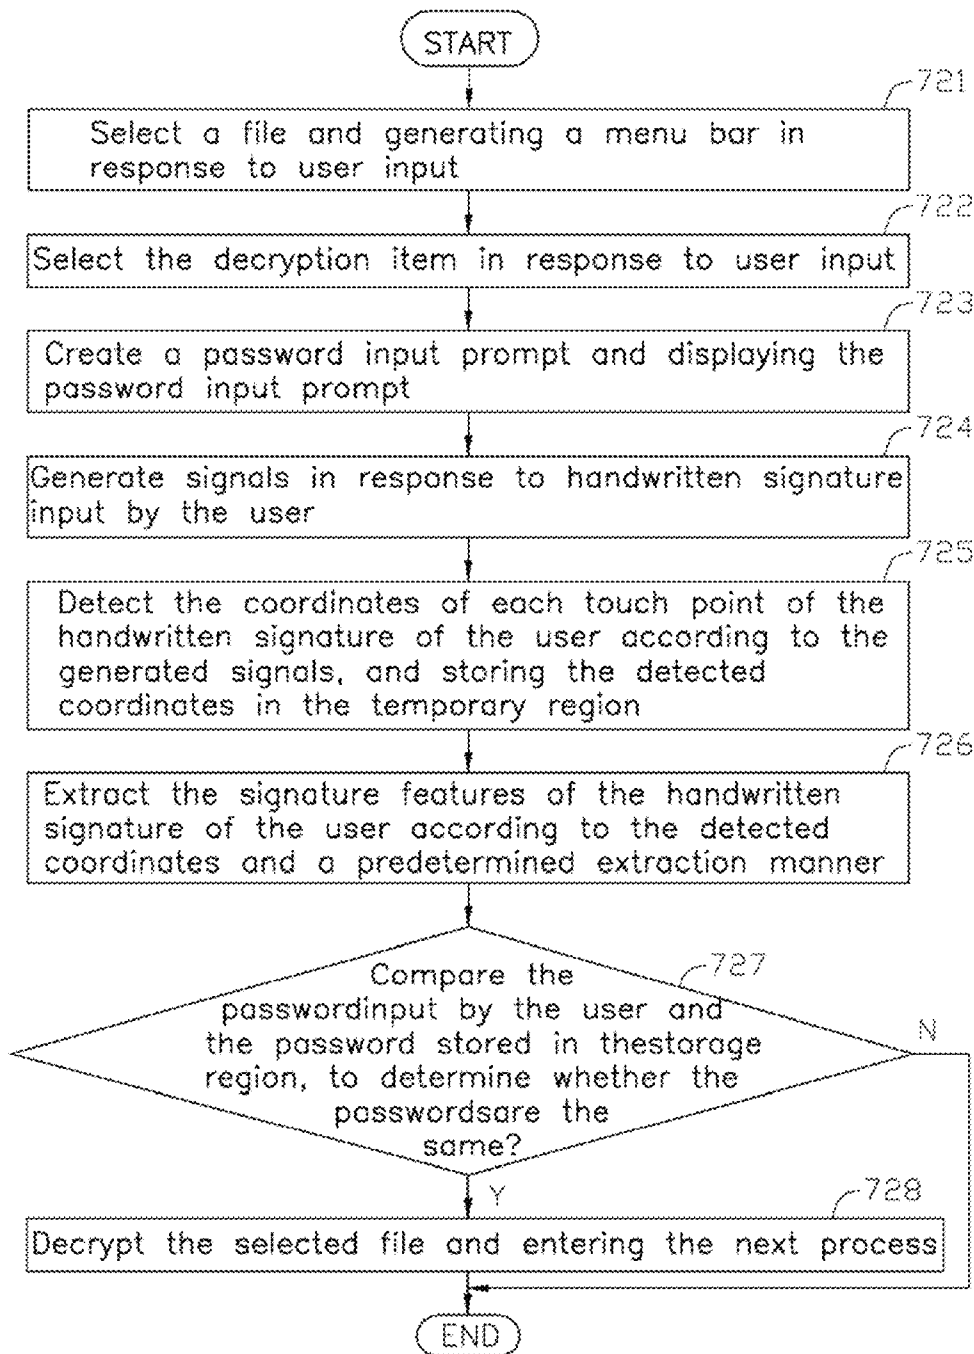 START
721
Select a file and generating a menu bar in
response to user input
722
Select the decryption item in response to user input
723
Create a password input prompt and displaying the
password input prompt
724
Generate signals in response to handwritten signature
input by the user
725
Detect the coordinates of each touch point of the
handwritten signature of the user according to the
generated signals, and storing the detected
coordinates in the temporary region
726
Extract the signature features of the handwritten
signature of the user according to the detected
coordinates and a predetermined extraction manner
727
Compare the
passwordinput by the user and
the password stored in thestorage
region, to determine whether the
passwordsare the
same?
N
Y
728
Decrypt the selected file and entering the next process
END